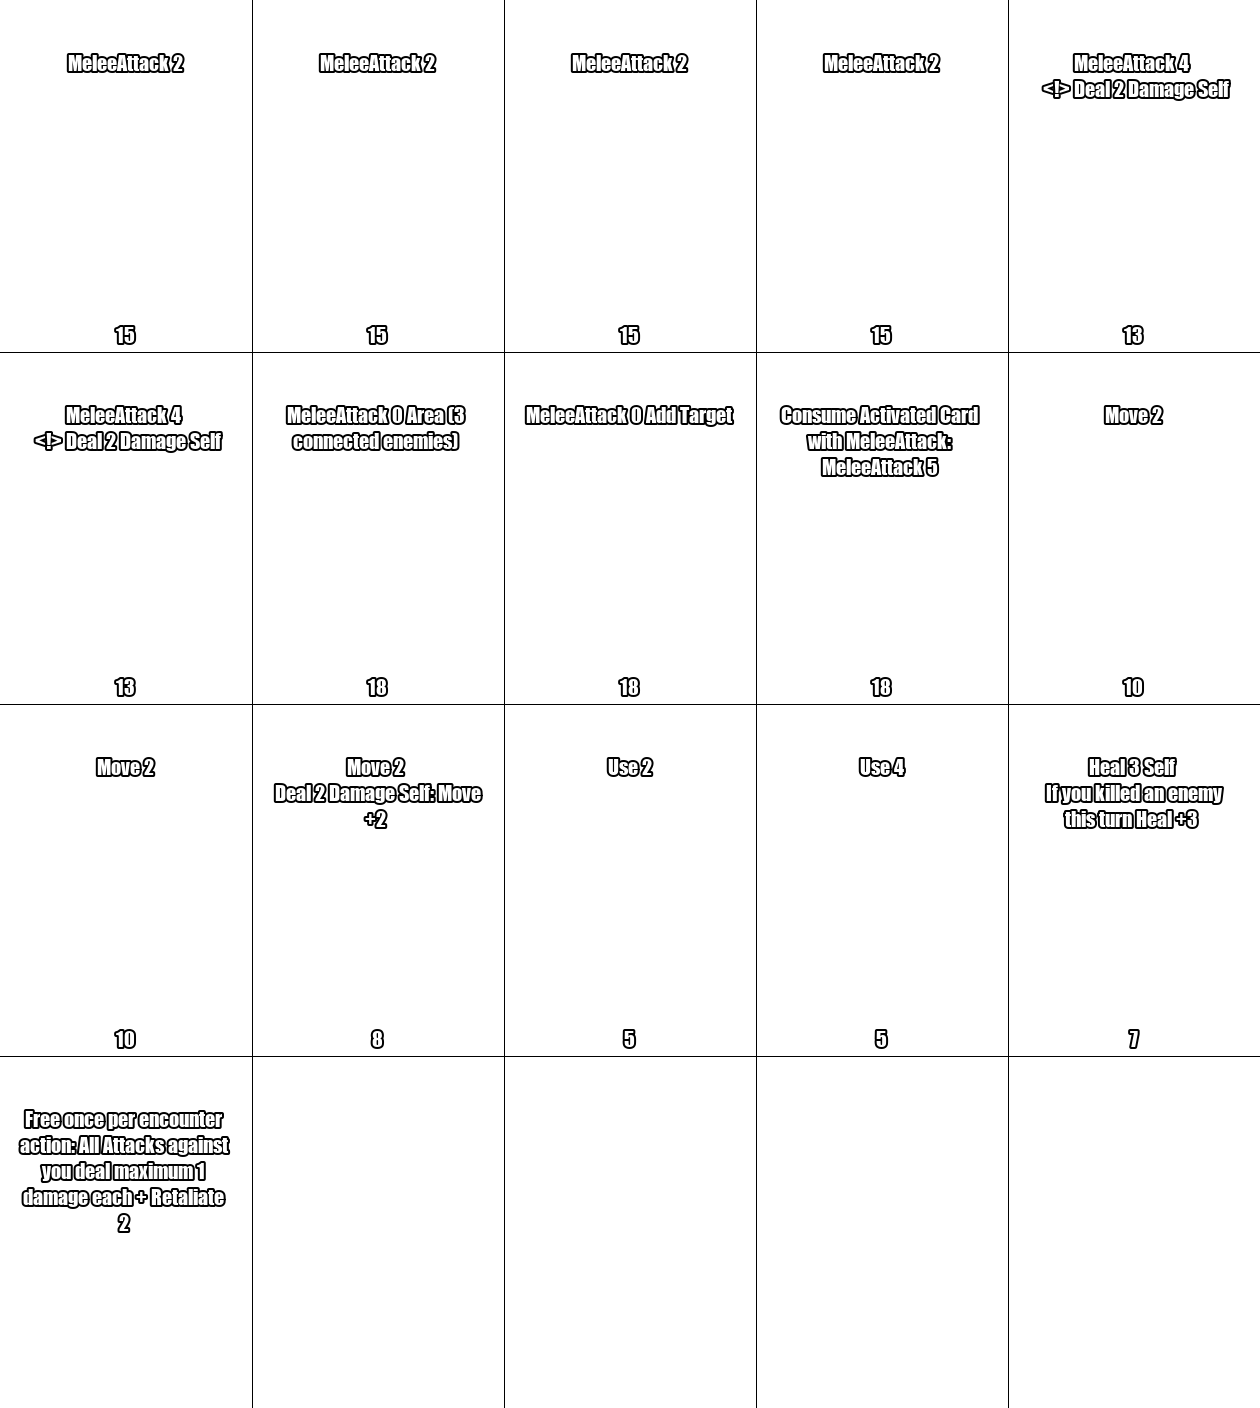 MeleeAttack 2
15
MeleeAttack 2
15
MeleeAttack 2
15
MeleeAttack 2
15
MeleeAttack 4
<!> Deal 2 Damage Self
13
MeleeAttack 4
<!> Deal 2 Damage Self
13
MeleeAttack 0 Area (3
connected enemies)
18
MeleeAttack 0 Add Target
18
Consume Activated Card
with MeleeAttack:
MeleeAttack 5
18
Move 2
10
Move 2
10
Move 2
Deal 2 Damage Self: Move
+2
8
Use 2
5
Use 4
5
Heal 3 Self
If you killed an enemy
this turn Heal +3
7
Free once per encounter
action: All Attacks against
you deal maximum 1
damage each + Retaliate
2